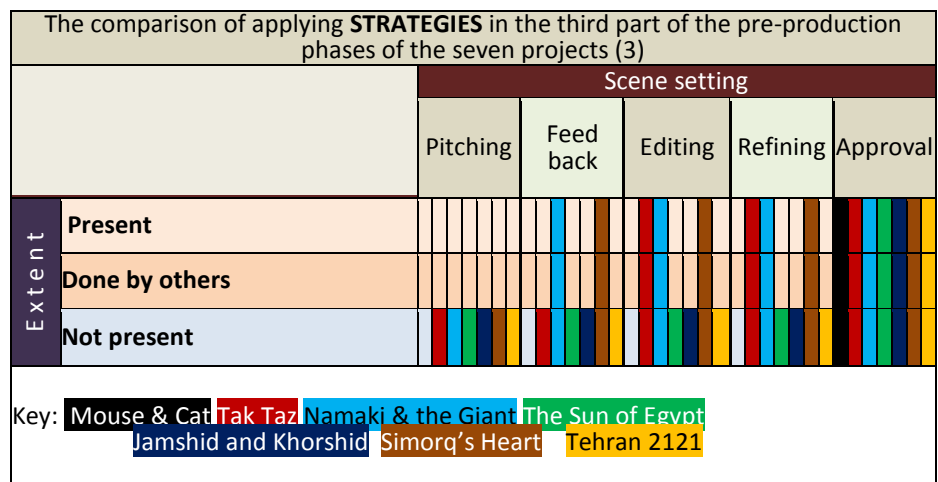 The comparison of applying STRATEGIES in the third part of the pre-production
phases of the seven projects (3)
Scene setting
Pitching
Feed
back
Editing
Refining
Approval
Extent
Present
Done by others
Not present
Key: Mouse & Cat Tak Taz Namaki & the Giant The Sun of Egypt
Jamshid and Khorshid Simorq's Heart Tehran 2121